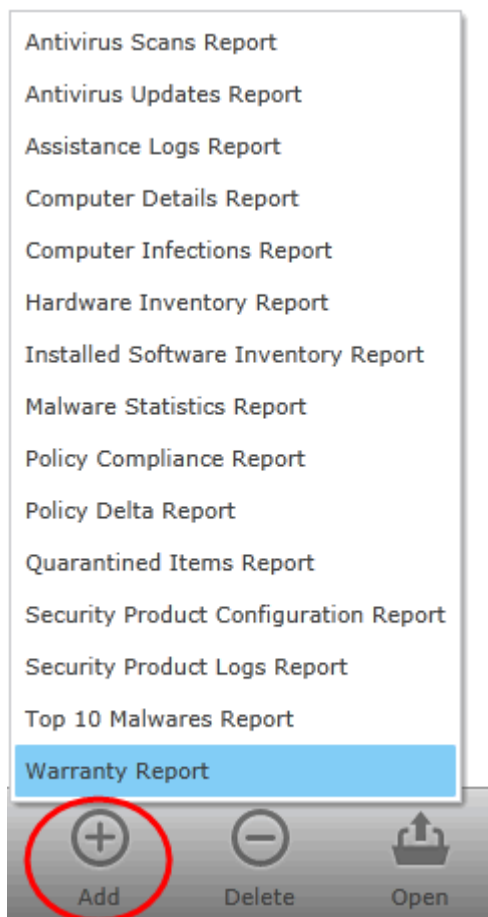 Antivirus Scans Report
Antivirus Updates Report
Assistance Logs Report
Computer Details Report
Computer Infections Report
Hardware Inventory Report
Installed Software Inventory Report
Malware Statistics Report
Policy Compliance Report
Policy Delta Report
Quarantined Items Report
Security Product Configuration Report
Security Product Logs Report
Top 10 Malwares Report
Warranty Report
Add Delete Open